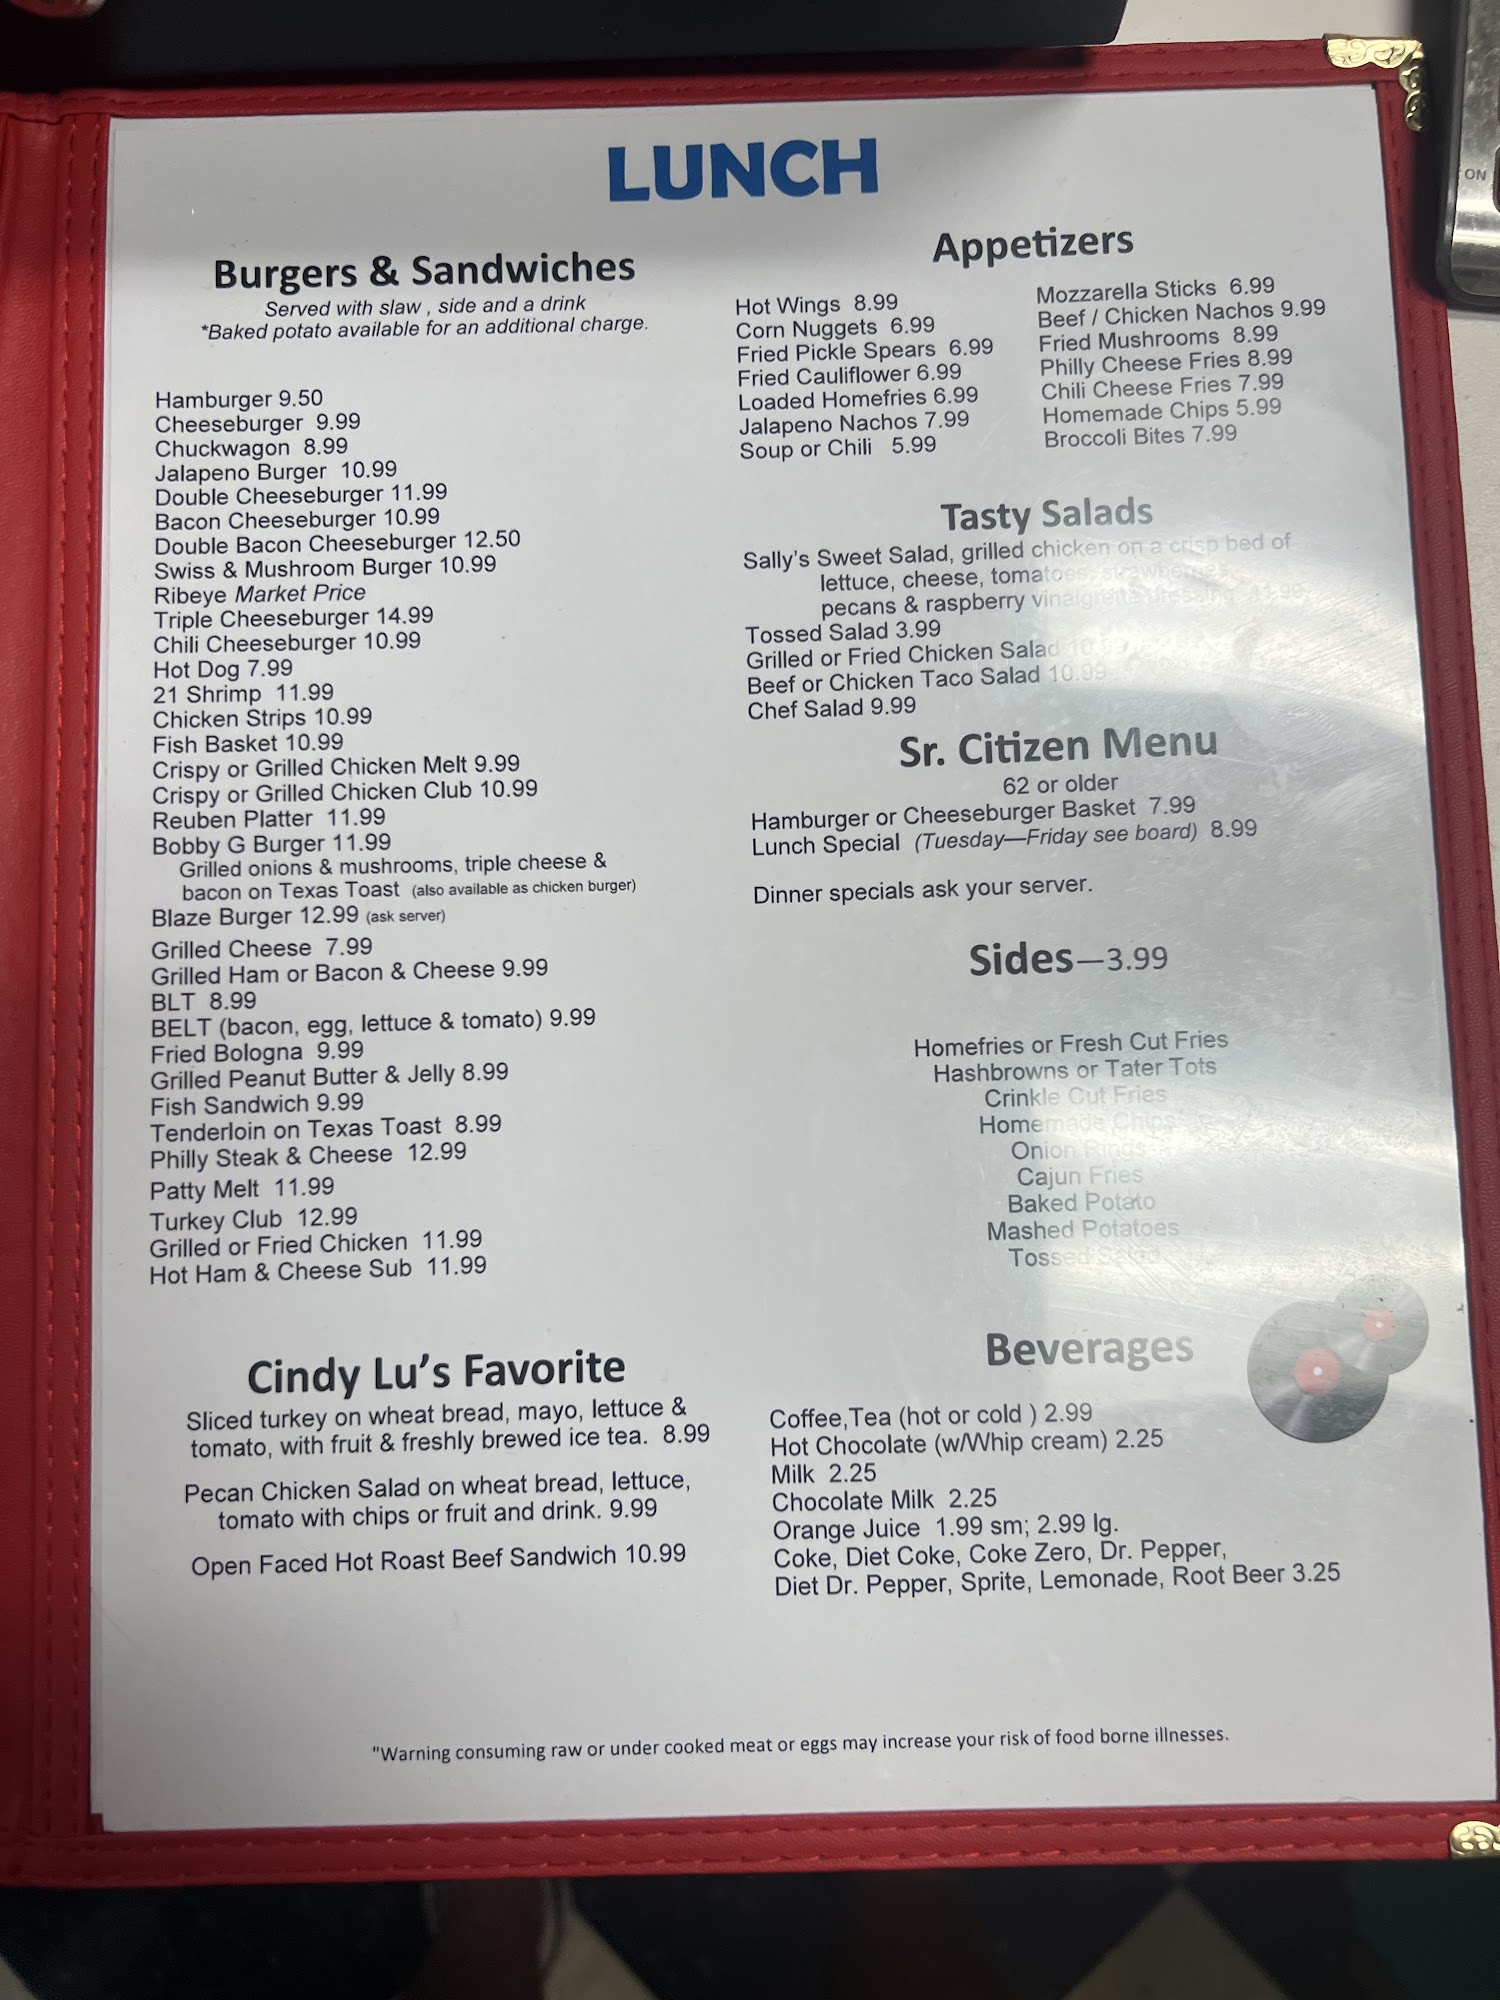 LUNCH
Burgers & Sandwiches
Served with slaw , side and a drink
*Baked potato available for an additional charge.
Hamburger 9.50
Cheeseburger 9.99
Chuckwagon 8.99
Jalapeno Burger 10.99
Double Cheeseburger 11.99
Bacon Cheeseburger 10.99
Double Bacon Cheeseburger 12.50
Swiss & Mushroom Burger 10.99
Ribeye Market Price
Triple Cheeseburger 14.99
Chili Cheeseburger 10.99
Hot Dog 7.99
21 Shrimp 11.99
Chicken Strips 10.99
Fish Basket 10.99
Crispy or Grilled Chicken Melt 9.99
Crispy or Grilled Chicken Club 10.99
Reuben Platter 11.99
Bobby G Burger 11.99
Grilled onions & mushrooms, triple cheese &
bacon on Texas Toast (also available as chicken burger)
Blaze Burger 12.99 (ask server)
Grilled Cheese 7.99
Grilled Ham or Bacon & Cheese 9.99
BLT 8.99
BELT (bacon, egg, lettuce & tomato) 9.99
Fried Bologna 9.99
Grilled Peanut Butter & Jelly 8.99
Fish Sandwich 9.99
Tenderloin on Texas Toast 8.99
Philly Steak & Cheese 12.99
Patty Melt 11.99
Turkey Club 12.99
Grilled or Fried Chicken 11.99
Hot Ham & Cheese Sub 11.99
Cindy Lu's Favorite
Sliced turkey on wheat bread, mayo, lettuce &
tomato, with fruit & freshly brewed ice tea. 8.99
Pecan Chicken Salad on wheat bread, lettuce,
tomato with chips or fruit and drink. 9.99
Open Faced Hot Roast Beef Sandwich 10.99
Appetizers
Hot Wings 8.99
Corn Nuggets 6.99
Fried Pickle Spears 6.99
Fried Cauliflower 6.99
Loaded Homefries 6.99
Jalapeno Nachos 7.99
Soup or Chili 5.99
Mozzarella Sticks 6.99
Beef / Chicken Nachos 9.99
Fried Mushrooms 8.99
Philly Cheese Fries 8.99
Chili Cheese Fries 7.99
Homemade Chips 5.99
Broccoli Bites 7.99
Tasty Salads
Sally's Sweet Salad, grilled chicken on a crisp bed of
lettuce, cheese, tomatoes, strawberries,
pecans & raspberry vinaigrette dressing
Tossed Salad 3.99
Grilled or Fried Chicken Salad
Beef or Chicken Taco Salad 10.99
Chef Salad 9.99
Sr. Citizen Menu
62 or older
Hamburger or Cheeseburger Basket 7.99
Lunch Special (Tuesday—Friday see board) 8.99
Dinner specials ask your server.
Sides—3.99
Homefries or Fresh Cut Fries
Hashbrowns or Tater Tots
Crinkle Cut Fries
Homemade Chips
Onion Rings
Cajun Fries
Baked Potato
Mashed Potatoes
Tossed Salad
Beverages
Coffee,Tea (hot or cold ) 2.99
Hot Chocolate (w/Whip cream) 2.25
Milk 2.25
Chocolate Milk 2.25
Orange Juice 1.99 sm; 2.99 lg.
Coke, Diet Coke, Coke Zero, Dr. Pepper,
Diet Dr. Pepper, Sprite, Lemonade, Root Beer 3.25
"Warning consuming raw or under cooked meat or eggs may increase your risk of food borne illnesses.
ON